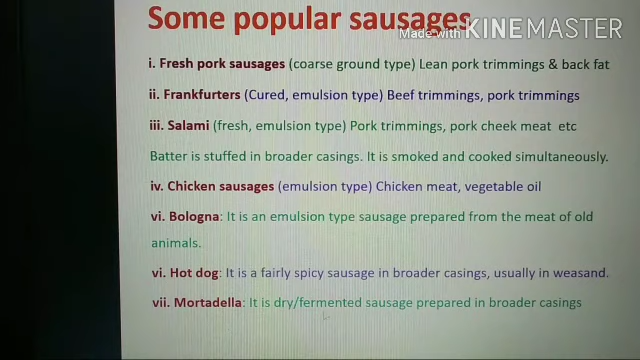 Some popular sausages
Made with KINEMASTER
i. Fresh pork sausages (coarse ground type) Lean pork trimmings & back fat
ii. Frankfurters (Cured, emulsion type) Beef trimmings, pork trimmings
iii. Salami (fresh, emulsion type) Pork trimmings, pork cheek meat etc
Batter is stuffed in broader casings. It is smoked and cooked simultaneously.
iv. Chicken sausages (emulsion type) Chicken meat, vegetable oil
vi. Bologna: It is an emulsion type sausage prepared from the meat of old
animals.
vi. Hot dog: It is a fairly spicy sausage in broader casings, usually in weasand.
vii. Mortadella: It is dry/fermented sausage prepared in broader casings